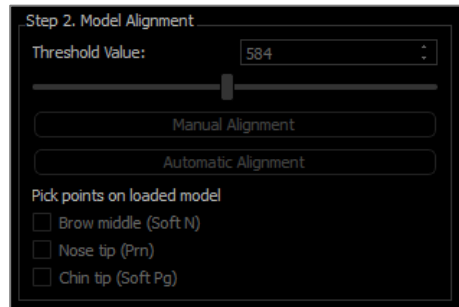 Step 2. Model Alignment
Threshold Value: 584
Manual Alignment
Automatic Alignment
Pick points on loaded model
Brow middle (Soft N)
Nose tip (Prn)
Chin tip (Soft Pg)